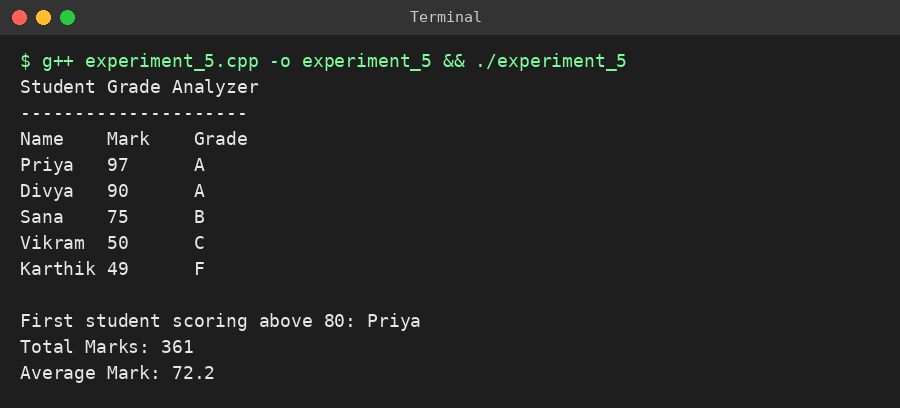 Terminal
$ g++ experiment_5.cpp -o experiment_5 && ./experiment_5
Student Grade Analyzer
---------------------
Name    Mark    Grade
Priya   97      A
Divya   90      A
Sana    75      B
Vikram  50      C
Karthik 49      F

First student scoring above 80: Priya
Total Marks: 361
Average Mark: 72.2